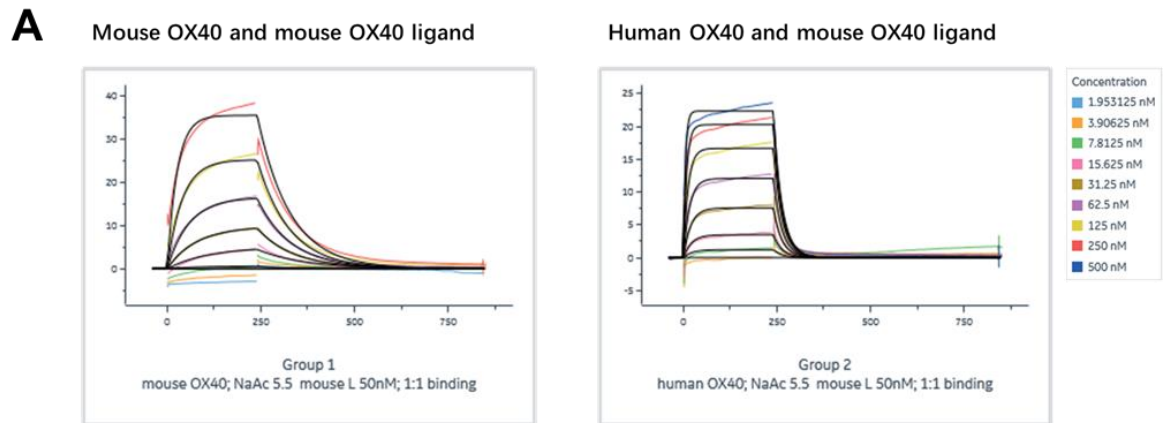 A
Mouse OX40 and mouse OX40 ligand
40
30
20
10
0
0
250
500
750
Group 1
mouse OX40; NaAc 5.5 mouse L 50nM; 1:1 binding
Human OX40 and mouse OX40 ligand
25
20
15
10
5
0
-5
0
250
500
750
Group 2
human OX40; NaAc 5.5 mouse L 50nM; 1:1 binding
Concentration
1.953125 nM
3.90625 nM
7.8125 nM
15.625 nM
31.25 nM
62.5 nM
125 nM
250 nM
500 nM